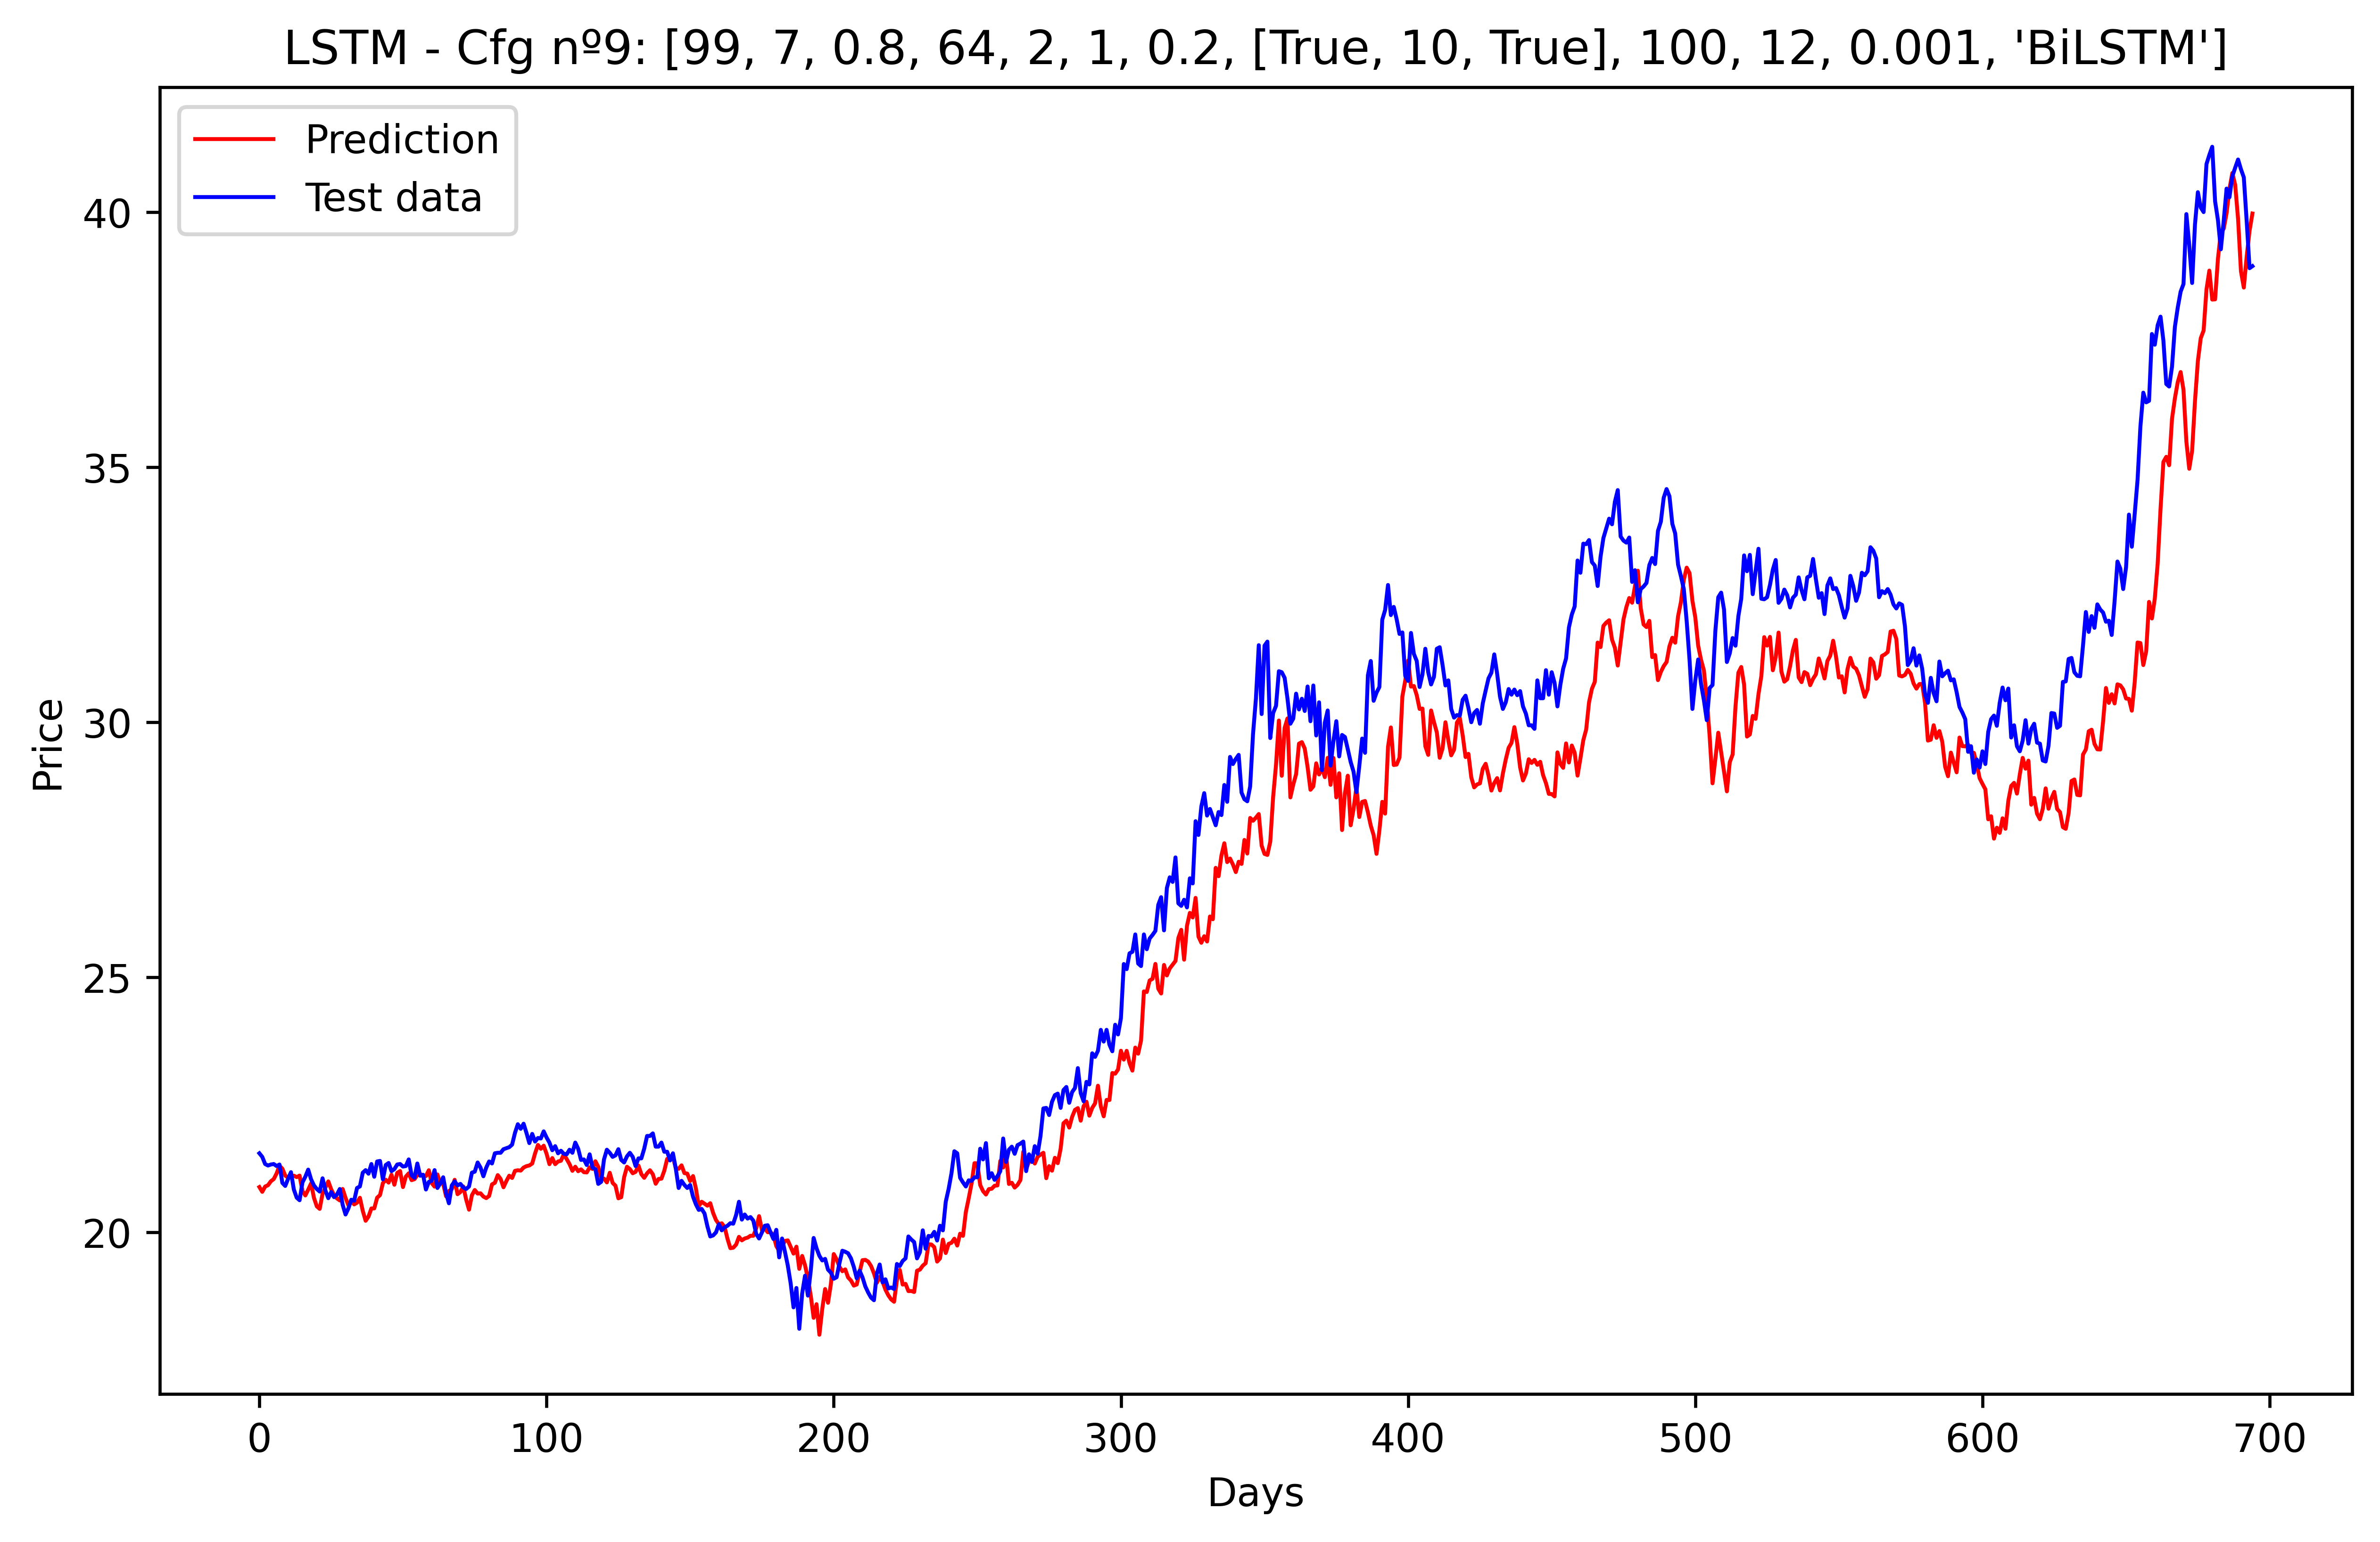 LSTM - Cfg nº9: [99, 7, 0.8, 64, 2, 1, 0.2, [True, 10, True], 100, 12, 0.001, 'BiLSTM']
Prediction
Test data
40
35
30
25
20
Price
0 100 200 300 400 500 600 700
Days